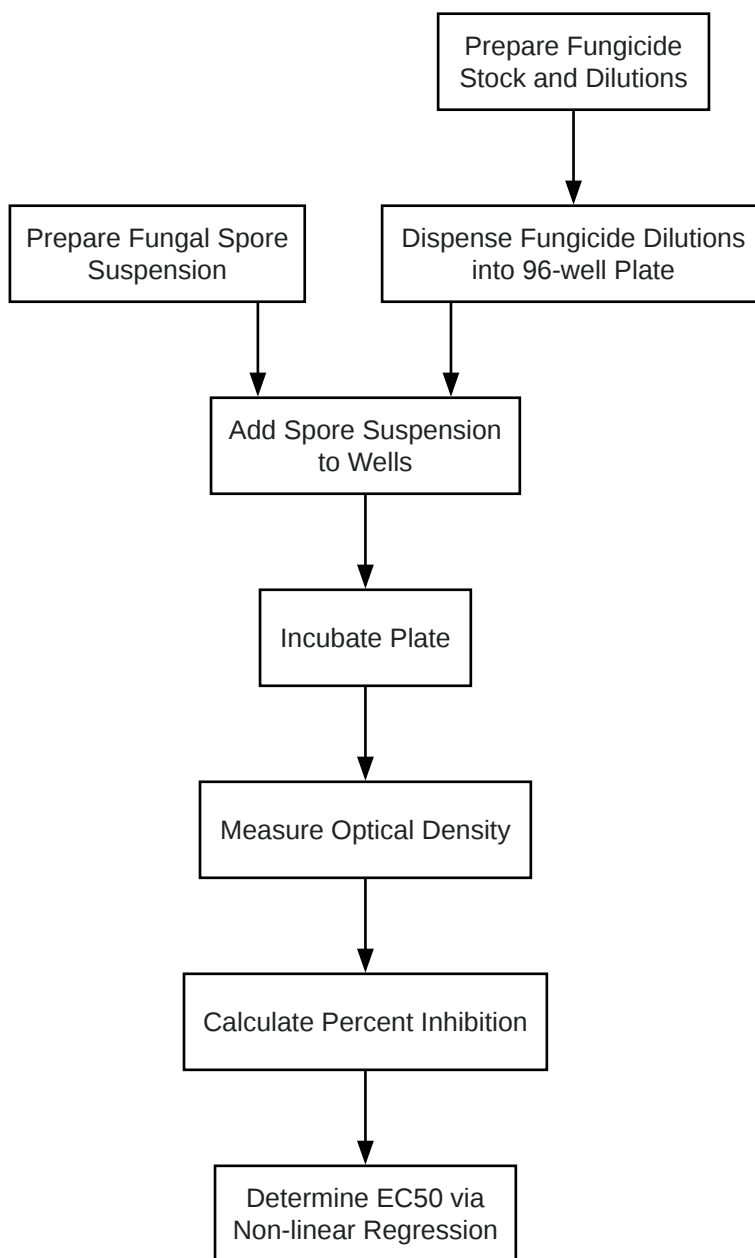 Prepare Fungicide
Stock and Dilutions
Prepare Fungal Spore
Suspension
Dispense Fungicide Dilutions
into 96-well Plate
Add Spore Suspension
to Wells
Incubate Plate
Measure Optical Density
Calculate Percent Inhibition
Determine EC50 via
Non-linear Regression